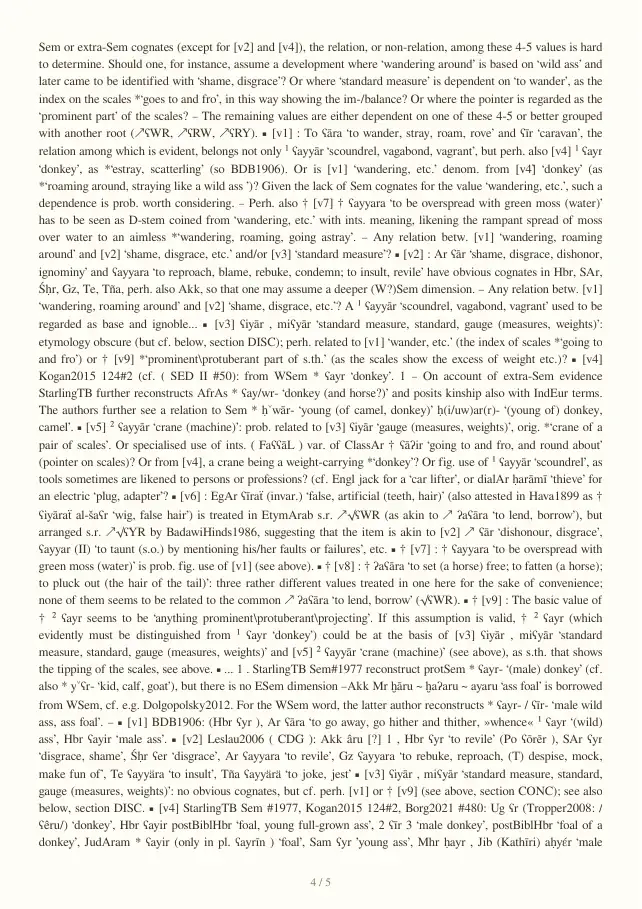 Sem or extra-Sem cognates (except for [v2] and [v4]), the relation, or non-relation, among these 4-5 values is hard
to determine. Should one, for instance, assume a development where ‘wandering around’ is based on ‘wild ass’ and
later came to be identified with ‘shame, disgrace’? Or where ‘standard measure’ is dependent on ‘to wander’, as the
index on the scales *‘goes to and fro’, in this way showing the im-/balance? Or where the pointer is regarded as the
‘prominent part’ of the scales? – The remaining values are either dependent on one of these 4-5 or better grouped
with another root (↗ʕWR, ↗ʕRW, ↗ʕRY). ▪ [v1] : To ʕāra ‘to wander, stray, roam, rove’ and ʕīr ‘caravan’, the
relation among which is evident, belongs not only ¹ ʕayyār ‘scoundrel, vagabond, vagrant’, but perh. also [v4] ¹ ʕayr
‘donkey’, as *‘estray, scatterling’ (so BDB1906). Or is [v1] ‘wandering, etc.’ denom. from [v4] ‘donkey’ (as
*‘roaming around, straying like a wild ass ’)? Given the lack of Sem cognates for the value ‘wandering, etc.’, such a
dependence is prob. worth considering. – Perh. also † [v7] † ʕayyara ‘to be overspread with green moss (water)’
has to be seen as D-stem coined from ‘wandering, etc.’ with ints. meaning, likening the rampant spread of moss
over water to an aimless *‘wandering, roaming, going astray’. – Any relation betw. [v1] ‘wandering, roaming
around’ and [v2] ‘shame, disgrace, etc.’ and/or [v3] ‘standard measure’? ▪ [v2] : Ar ʕār ‘shame, disgrace, dishonor,
ignominy’ and ʕayyara ‘to reproach, blame, rebuke, condemn; to insult, revile’ have obvious cognates in Hbr, SAr,
Śḥr, Gz, Te, Tña, perh. also Akk, so that one may assume a deeper (W?)Sem dimension. – Any relation betw. [v1]
‘wandering, roaming around’ and [v2] ‘shame, disgrace, etc.’? A ¹ ʕayyār ‘scoundrel, vagabond, vagrant’ used to be
regarded as base and ignoble... ▪ [v3] ʕiyār , miʕyār ‘standard measure, standard, gauge (measures, weights)’:
etymology obscure (but cf. below, section DISC); perh. related to [v1] ‘wander, etc.’ (the index of scales *‘going to
and fro’) or † [v9] *‘prominent\protuberant part of s.th.’ (as the scales show the excess of weight etc.)? ▪ [v4]
Kogan2015 124#2 (cf. ( SED II #50): from WSem * ʕayr ‘donkey’. 1 – On account of extra-Sem evidence
StarlingTB further reconstructs AfrAs * ʕay/wr- ‘donkey (and horse?)’ and posits kinship also with IndEur terms.
The authors further see a relation to Sem * ḥˇwār- ‘young (of camel, donkey)’ ḥ(i/uw)ar(r)- ‘(young of) donkey,
camel’. ▪ [v5] ² ʕayyār ‘crane (machine)’: prob. related to [v3] ʕiyār ‘gauge (measures, weights)’, orig. *‘crane of a
pair of scales’. Or specialised use of ints. ( FaʕʕāL ) var. of ClassAr † ʕāʔir ‘to going and fro, and round about’
(pointer on scales)? Or from [v4], a crane being a weight-carrying *‘donkey’? Or fig. use of ¹ ʕayyār ‘scoundrel’, as
tools sometimes are likened to persons or professions? (cf. Engl jack for a ‘car lifter’, or dialAr ḥarāmī ‘thieve’ for
an electric ‘plug, adapter’? ▪ [v6] : EgAr ʕīraẗ (invar.) ‘false, artificial (teeth, hair)’ (also attested in Hava1899 as †
ʕiyāraẗ al-šaʕr ‘wig, false hair’) is treated in EtymArab s.r. ↗√ʕWR (as akin to ↗ ʔaʕāra ‘to lend, borrow’), but
arranged s.r. ↗√ʕYR by BadawiHinds1986, suggesting that the item is akin to [v2] ↗ ʕār ‘dishonour, disgrace’,
ʕayyar (II) ‘to taunt (s.o.) by mentioning his/her faults or failures’, etc. ▪ † [v7] : † ʕayyara ‘to be overspread with
green moss (water)’ is prob. fig. use of [v1] (see above). ▪ † [v8] : † ʔaʕāra ‘to set (a horse) free; to fatten (a horse);
to pluck out (the hair of the tail)’: three rather different values treated in one here for the sake of convenience;
none of them seems to be related to the common ↗ ʔaʕāra ‘to lend, borrow’ (√ʕWR). ▪ † [v9] : The basic value of
† ² ʕayr seems to be ‘anything prominent\protuberant\projecting’. If this assumption is valid, † ² ʕayr (which
evidently must be distinguished from ¹ ʕayr ‘donkey’) could be at the basis of [v3] ʕiyār , miʕyār ‘standard
measure, standard, gauge (measures, weights)’ and [v5] ² ʕayyār ‘crane (machine)’ (see above), as s.th. that shows
the tipping of the scales, see above. ▪ ... 1 . StarlingTB Sem#1977 reconstruct protSem * ʕayr- ‘(male) donkey’ (cf.
also * yˇʕr- ‘kid, calf, goat’), but there is no ESem dimension –Akk Mr ḫāru ~ ḫaʔaru ~ ayaru ‘ass foal’ is borrowed
from WSem, cf. e.g. Dolgopolsky2012. For the WSem word, the latter author reconstructs * ʕayr- / ʕīr- ‘male wild
ass, ass foal’. – ▪ [v1] BDB1906: (Hbr ʕyr ), Ar ʕāra ‘to go away, go hither and thither, »whence« ¹ ʕayr ‘(wild)
ass’, Hbr ʕayir ‘male ass’. ▪ [v2] Leslau2006 ( CDG ): Akk âru [?] 1 , Hbr ʕyr ‘to revile’ (Po ʕōrēr ), SAr ʕyr
‘disgrace, shame’, Śḥr ʕer ‘disgrace’, Ar ʕayyara ‘to revile’, Gz ʕayyara ‘to rebuke, reproach, (T) despise, mock,
make fun of’, Te ʕayyära ‘to insult’, Tña ʕayyärä ‘to joke, jest’ ▪ [v3] ʕiyār , miʕyār ‘standard measure, standard,
gauge (measures, weights)’: no obvious cognates, but cf. perh. [v1] or † [v9] (see above, section CONC); see also
below, section DISC. ▪ [v4] StarlingTB Sem #1977, Kogan2015 124#2, Borg2021 #480: Ug ʕr (Tropper2008: /
ʕêru/) ‘donkey’, Hbr ʕayir postBiblHbr ‘foal, young full-grown ass’, 2 ʕīr 3 ‘male donkey’, postBiblHbr ‘foal of a
donkey’, JudAram * ʕayir (only in pl. ʕayrīn ) ‘foal’, Sam ʕyr ’young ass’, Mhr ḥayr , Jib (Kathīri) aḥyɛ́r ‘male
4 / 5